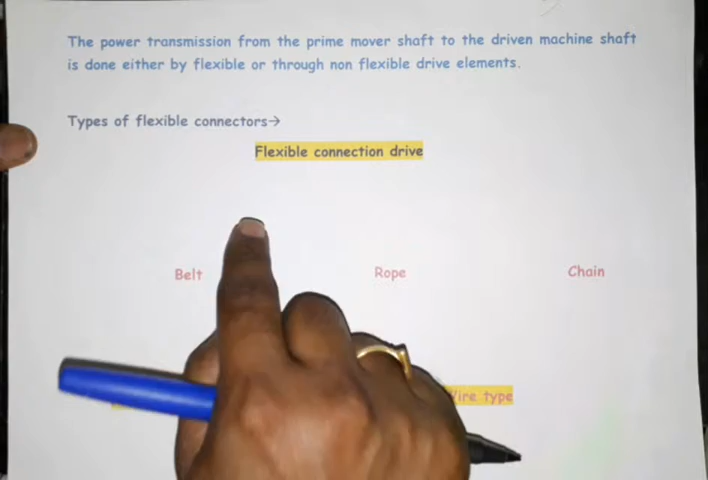 The power transmission from the prime mover shaft to the driven machine shaft
is done either by flexible or through non flexible drive elements.
Types of flexible connectors→
Flexible connection drive
Belt Rope Chain
Wire type